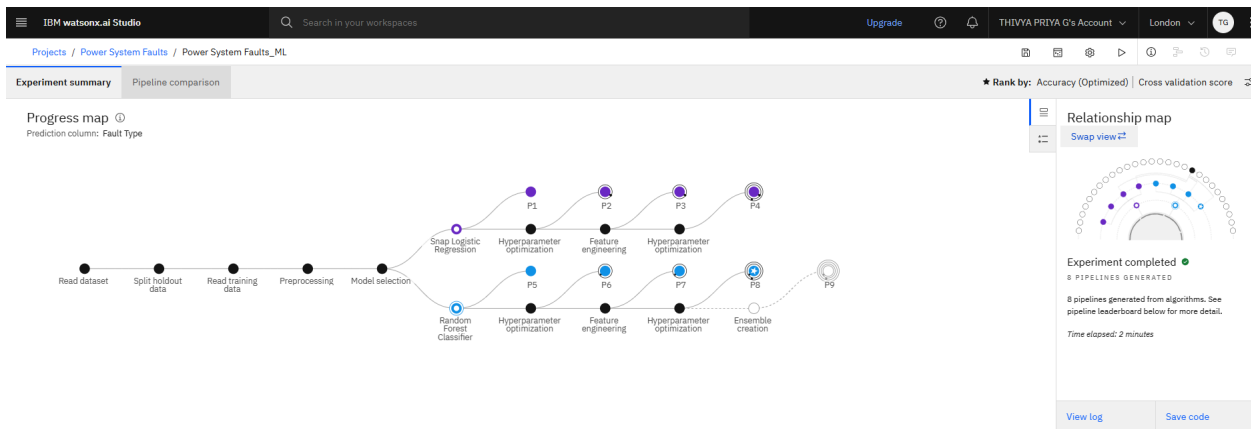 IBM watsonx.ai Studio
Search in your workspaces
Upgrade
THIVYA PRIYA G's Account
London
TG
Projects / Power System Faults / Power System Faults_ML
Experiment summary
Pipeline comparison
Rank by: Accuracy (Optimized) | Cross validation score
Progress map
Prediction column: Fault Type
P1
P2
P3
P4
Snap Logistic
Regression
Hyperparameter
optimization
Feature
engineering
Hyperparameter
optimization
Read dataset
Split holdout
data
Read training
data
Preprocessing
Model selection
P5
P6
P7
P8
P9
Random
Forest
Classifier
Hyperparameter
optimization
Feature
engineering
Hyperparameter
optimization
Ensemble
creation
Relationship map
Swap view
Experiment completed
8 PIPELINES GENERATED
8 pipelines generated from algorithms. See
pipeline leaderboard below for more detail.
Time elapsed: 2 minutes
View log
Save code